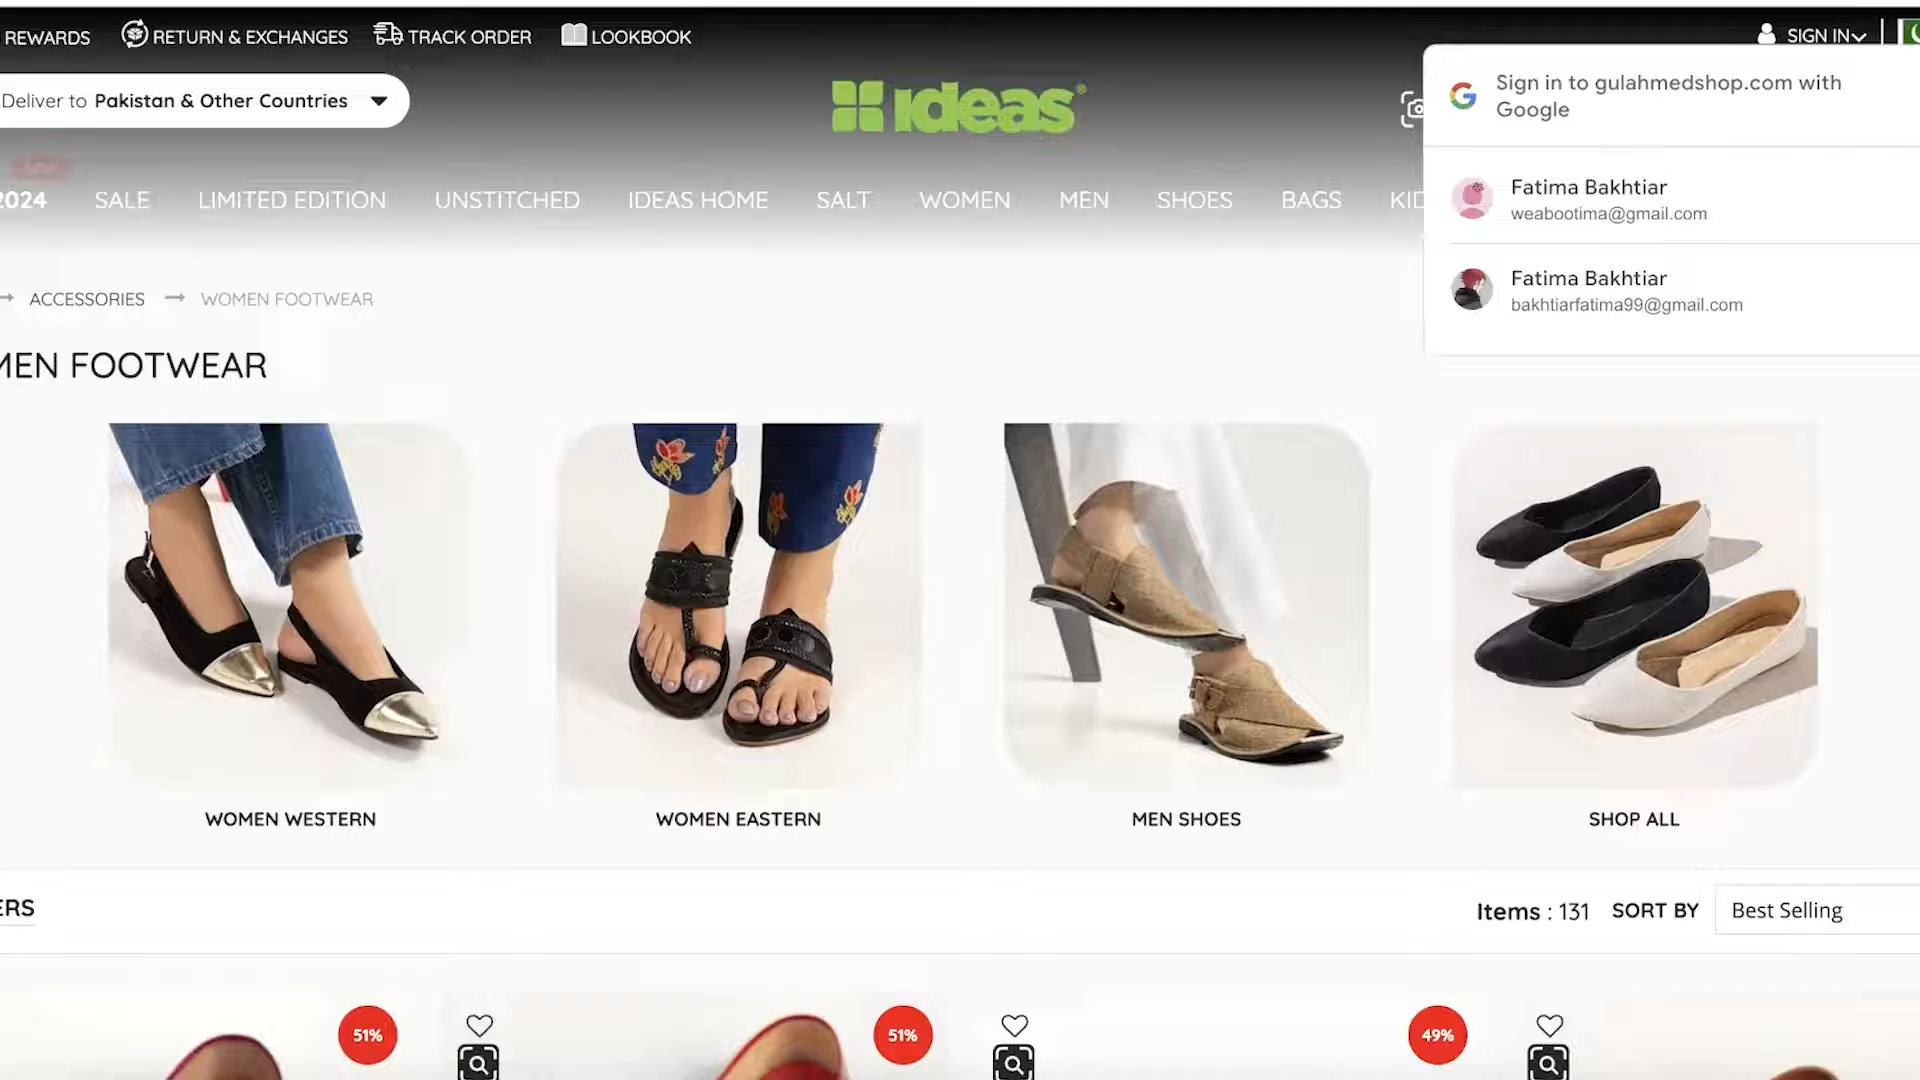 REWARDS
RETURN & EXCHANGES
TRACK ORDER
LOOKBOOK
SIGN IN
Deliver to Pakistan & Other Countries
ideas®
Sign in to gulahmedshop.com with
Google
Fatima Bakhtiar
weabootima@gmail.com
Fatima Bakhtiar
bakhtiarfatima99@gmail.com
2024
SALE
LIMITED EDITION
UNSTITCHED
IDEAS HOME
SALT
WOMEN
MEN
SHOES
BAGS
KID
ACCESSORIES
WOMEN FOOTWEAR
MEN FOOTWEAR
WOMEN WESTERN
WOMEN EASTERN
MEN SHOES
SHOP ALL
ERS
Items : 131
SORT BY
Best Selling
51%
51%
49%